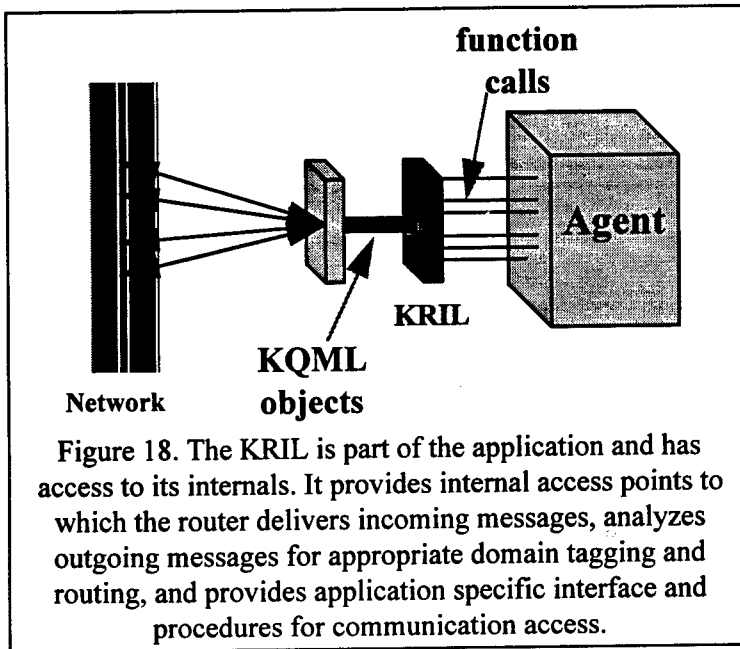 function
calls
Agent
KRIL
KQML
objects
Network
Figure 18. The KRIL is part of the application and has
access to its internals. It provides internal access points to
which the router delivers incoming messages, analyzes
outgoing messages for appropriate domain tagging and
routing, and provides application specific interface and
procedures for communication access.